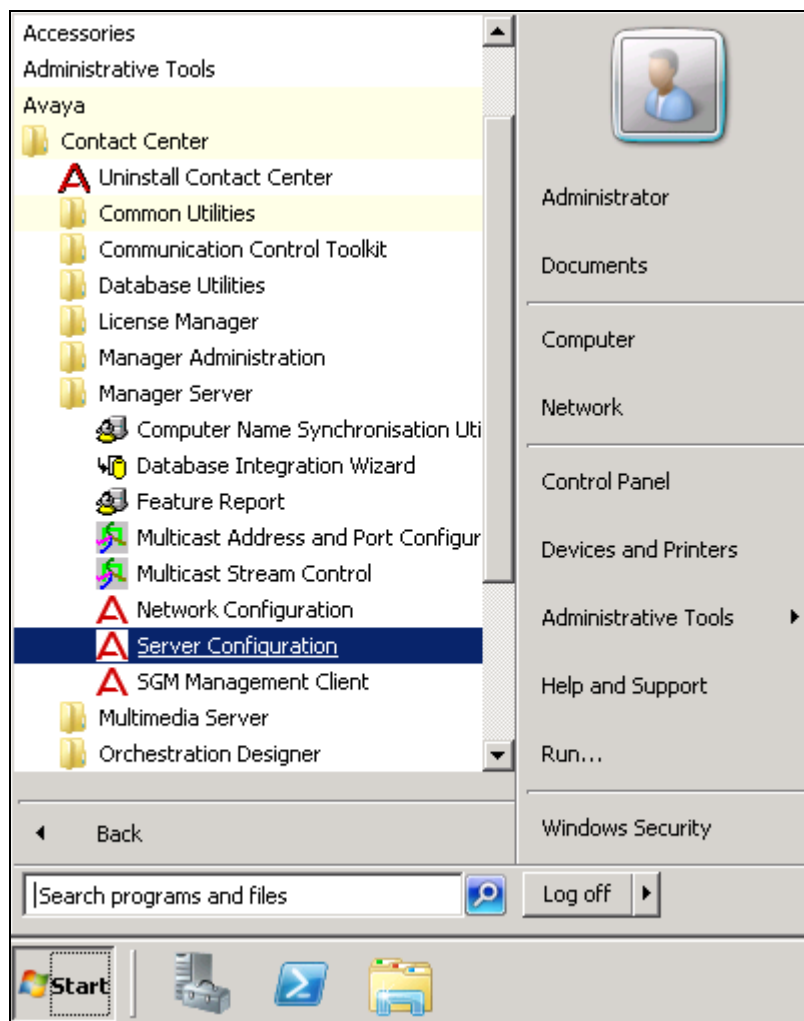 Accessories
Administrative Tools
Avaya
Contact Center
Uninstall Contact Center
Common Utilities
Communication Control Toolkit
Database Utilities
License Manager
Manager Administration
Manager Server
Computer Name Synchronisation Uti
Database Integration Wizard
Feature Report
Multicast Address and Port Configur
Multicast Stream Control
Network Configuration
Server Configuration
SGM Management Client
Multimedia Server
Orchestration Designer
Back
Search programs and files
Administrator
Documents
Computer
Network
Control Panel
Devices and Printers
Administrative Tools
Help and Support
Run...
Windows Security
Log off
Start